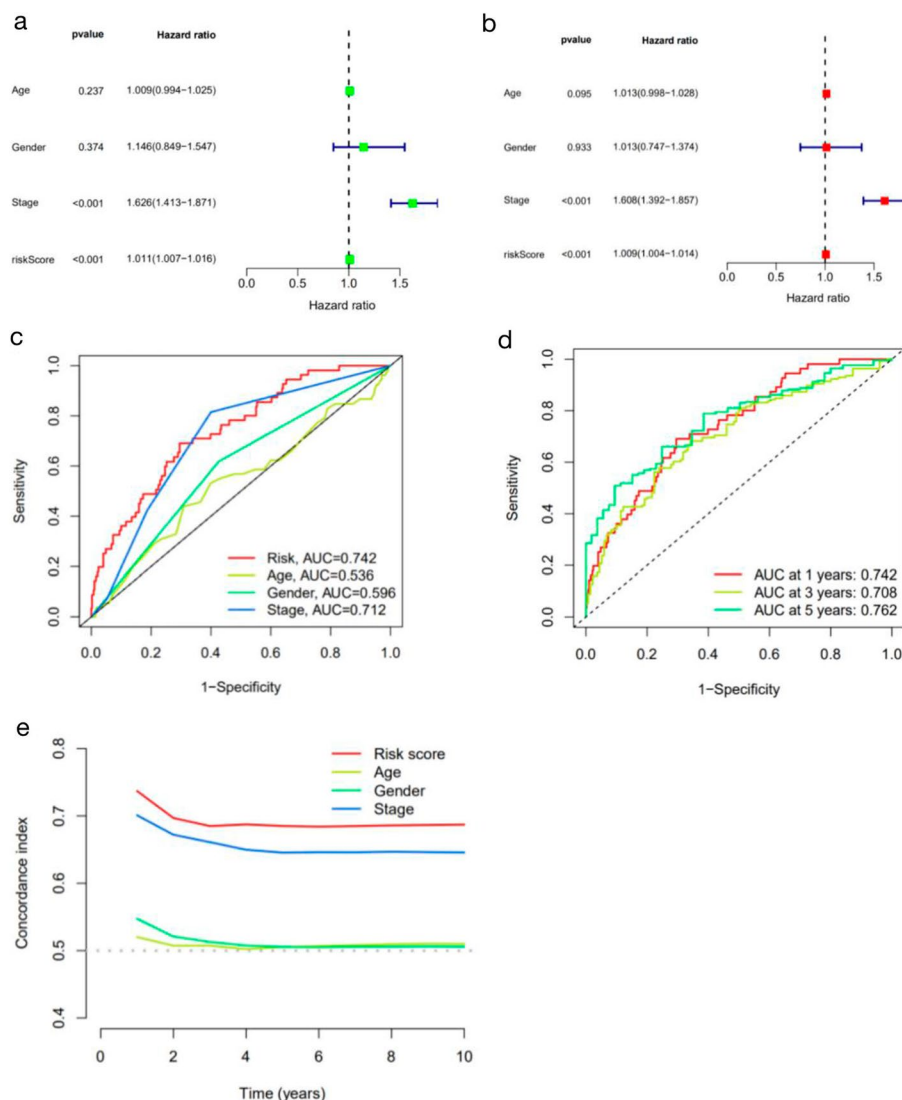 a
pvalue Hazard ratio
Age 0.237 1.009(0.994−1.025)
Gender 0.374 1.146(0.849−1.547)
Stage <0.001 1.626(1.413−1.871)
riskScore <0.001 1.011(1.007−1.016)
0.0 0.5 1.0 1.5
Hazard ratio
b
pvalue Hazard ratio
Age 0.095 1.013(0.998−1.028)
Gender 0.933 1.013(0.747−1.374)
Stage <0.001 1.608(1.392−1.857)
riskScore <0.001 1.009(1.004−1.014)
0.0 0.5 1.0 1.5
Hazard ratio
c
Sensitivity
1.0
0.8
0.6
0.4
0.2
0.0
Risk, AUC=0.742
Age, AUC=0.536
Gender, AUC=0.596
Stage, AUC=0.712
0.0 0.2 0.4 0.6 0.8 1.0
1−Specificity
d
Sensitivity
1.0
0.8
0.6
0.4
0.2
0.0
AUC at 1 years: 0.742
AUC at 3 years: 0.708
AUC at 5 years: 0.762
0.0 0.2 0.4 0.6 0.8 1.0
1−Specificity
e
Concordance index
0.8
0.7
0.6
0.5
0.4
Risk score
Age
Gender
Stage
0 2 4 6 8 10
Time (years)